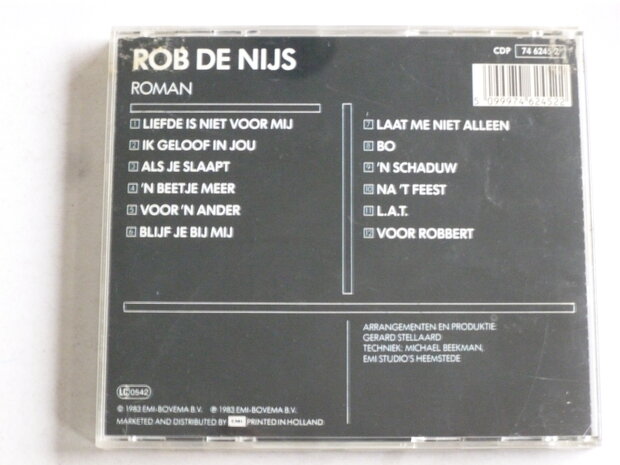 ROB DE NIJS
CDP 74 6245 2
ROMAN
5 099974 624522
1 LIEFDE IS NIET VOOR MIJ
2 IK GELOOF IN JOU
3 ALS JE SLAAPT
4 'N BEETJE MEER
5 VOOR 'N ANDER
6 BLIJF JE BIJ MIJ
7 LAAT ME NIET ALLEEN
8 BO
9 'N SCHADUW
10 NA 'T FEEST
11 L.A.T.
12 VOOR ROBBERT
ARRANGEMENTEN EN PRODUKTIE:
GERARD STELLAARD
TECHNIEK: MICHAEL BEEKMAN,
EMI STUDIO'S HEEMSTEDE
LC 0542
© 1983 EMI-BOVEMA B.V. ℗ 1983 EMI-BOVEMA B.V.
MARKETED AND DISTRIBUTED BY EMI PRINTED IN HOLLAND